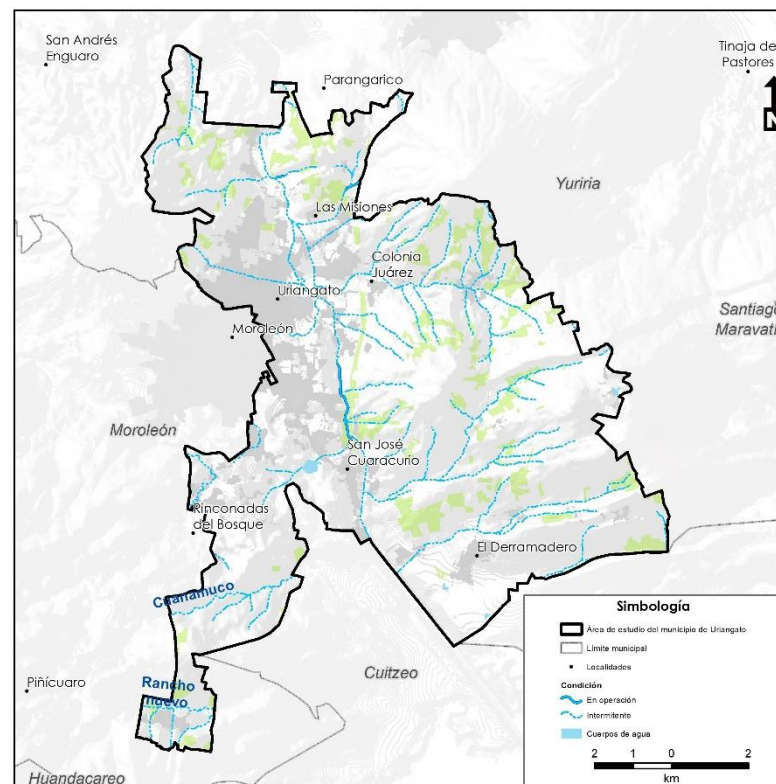 San Andrés
Enguaro
Parangarico
Tinaja de
Pastores
N
Yuriria
Las Misiones
Colonia
Juárez
Uriangato
Moroleón
Santiago
Maravatí
Moroleón
San José
Cuaracurio
Rinconadas
del Bosque
El Derramadero
Cuanamuco
Cuitzeo
Piñícuaro
Rancho
nuevo
Huandacareo
Simbología
Área de estudio del municipio de Uriangato
Límite municipal
Localidades
Condición
En operación
Intermitente
Cuerpos de agua
2 1 0 2
km